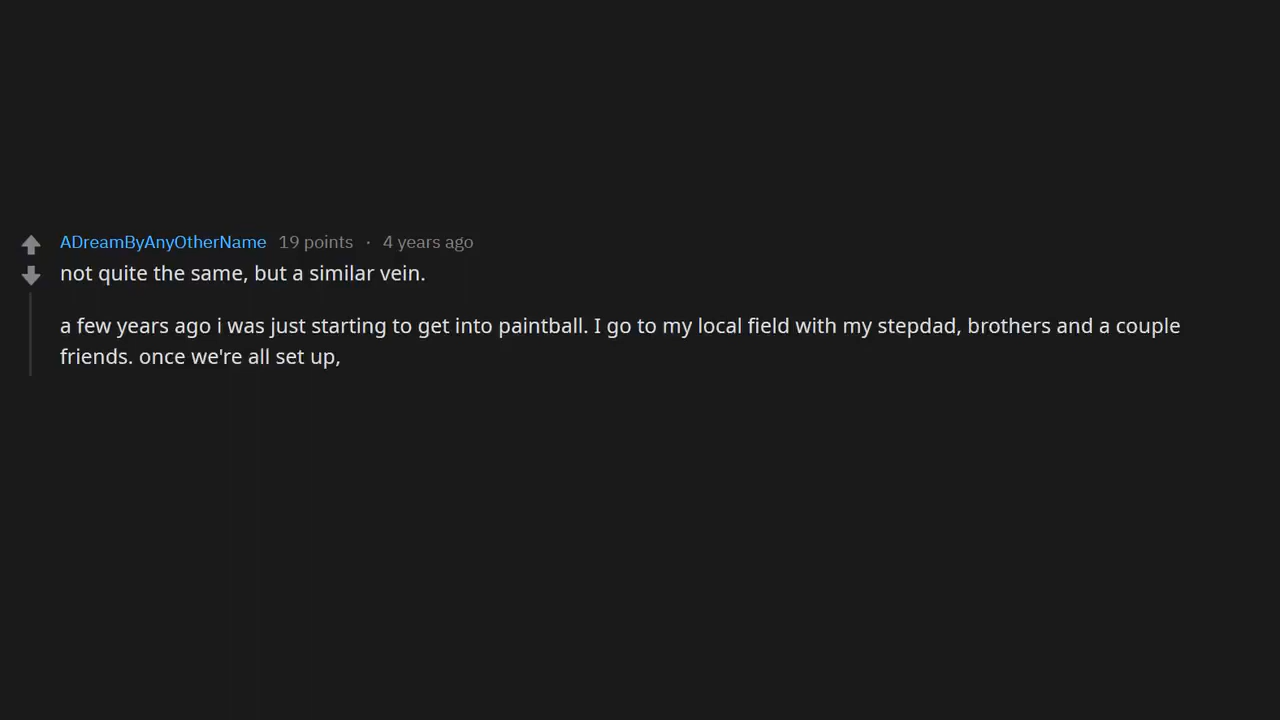 ADreamByAnyOtherName 19 points · 4 years ago
not quite the same, but a similar vein.
a few years ago i was just starting to get into paintball. I go to my local field with my stepdad, brothers and a couple
friends. once we're all set up,